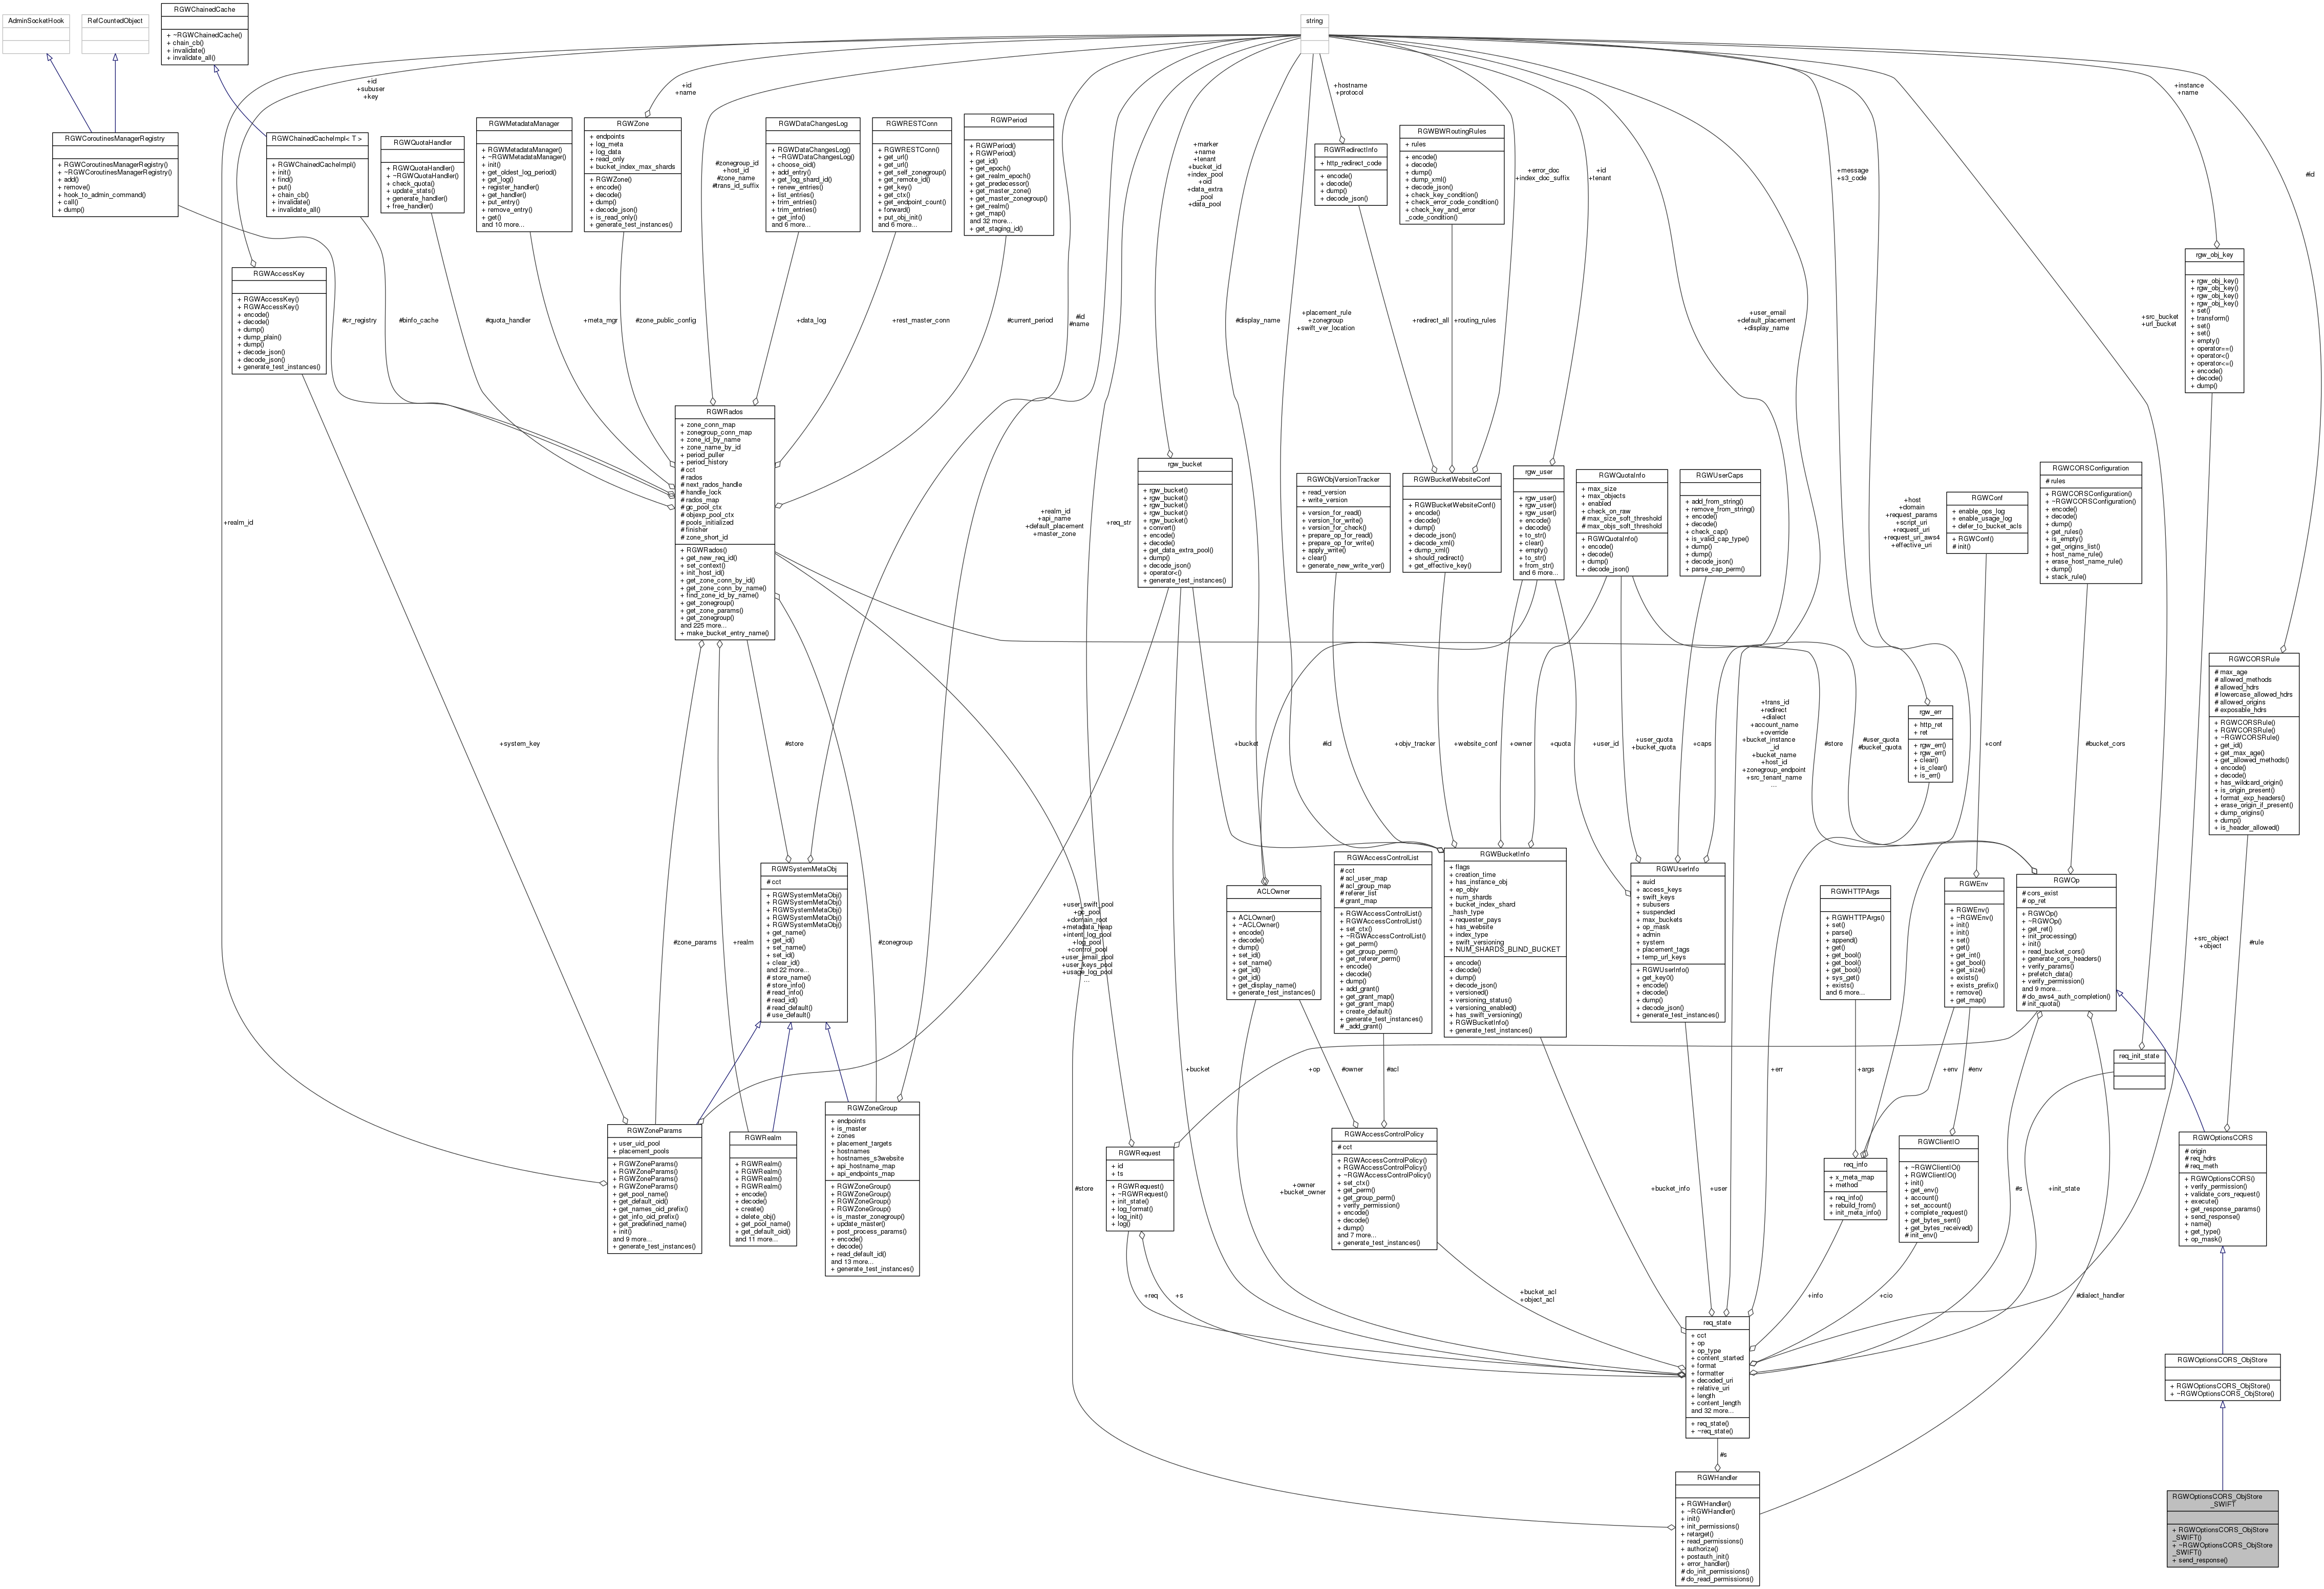 AdminSocketHook
RefCountedObject
RGWChainedCache
+ ~RGWChainedCache()
+ chain_cb()
+ invalidate()
+ invalidate_all()
string
+id
+subuser
+key
+id
+name
+hostname
+protocol
+instance
+name
RGWCoroutinesManagerRegistry
+ RGWCoroutinesManagerRegistry()
+ ~RGWCoroutinesManagerRegistry()
+ add()
+ remove()
+ hook_to_admin_command()
+ call()
+ dump()
RGWChainedCacheImpl< T >
+ RGWChainedCacheImpl()
+ init()
+ find()
+ put()
+ chain_cb()
+ invalidate()
+ invalidate_all()
RGWQuotaHandler
+ RGWQuotaHandler()
+ ~RGWQuotaHandler()
+ check_quota()
+ update_stats()
+ generate_handler()
+ free_handler()
RGWMetadataManager
+ RGWMetadataManager()
+ ~RGWMetadataManager()
+ init()
+ get_oldest_log_period()
+ get_log()
+ register_handler()
+ get_handler()
+ put_entry()
+ remove_entry()
+ get()
and 10 more...
RGWZone
+ endpoints
+ log_meta
+ log_data
+ read_only
+ bucket_index_max_shards
+ RGWZone()
+ encode()
+ decode()
+ dump()
+ decode_json()
+ is_read_only()
+ generate_test_instances()
#zonegroup_id
#host_id
#zone_name
#trans_id_suffix
RGWDataChangesLog
+ RGWDataChangesLog()
+ ~RGWDataChangesLog()
+ choose_oid()
+ add_entry()
+ get_log_shard_id()
+ renew_entries()
+ list_entries()
+ trim_entries()
+ trim_entries()
+ get_info()
and 6 more...
RGWRESTConn
+ RGWRESTConn()
+ get_url()
+ get_url()
+ get_self_zonegroup()
+ get_remote_id()
+ get_key()
+ get_ctx()
+ get_endpoint_count()
+ forward()
+ put_obj_init()
and 6 more...
RGWPeriod
+ RGWPeriod()
+ RGWPeriod()
+ get_id()
+ get_epoch()
+ get_realm_epoch()
+ get_predecessor()
+ get_master_zone()
+ get_master_zonegroup()
+ get_realm()
+ get_map()
and 32 more...
+ get_staging_id()
+marker
+name
+tenant
+bucket_id
+index_pool
+oid
+data_extra
_pool
+data_pool
RGWRedirectInfo
+ http_redirect_code
+ encode()
+ decode()
+ dump()
+ decode_json()
RGWBWRoutingRules
+ rules
+ encode()
+ decode()
+ dump()
+ dump_xml()
+ decode_json()
+ check_key_condition()
+ check_error_code_condition()
+ check_key_and_error
_code_condition()
+error_doc
+index_doc_suffix
+id
+tenant
+message
+s3_code
#id
rgw_obj_key
+ rgw_obj_key()
+ rgw_obj_key()
+ rgw_obj_key()
+ rgw_obj_key()
+ set()
+ transform()
+ set()
+ set()
+ empty()
+ operator==()
+ operator<()
+ operator<=()
+ encode()
+ decode()
+ dump()
RGWAccessKey
+ RGWAccessKey()
+ RGWAccessKey()
+ encode()
+ decode()
+ dump()
+ dump_plain()
+ dump()
+ decode_json()
+ decode_json()
+ generate_test_instances()
#cr_registry
#binfo_cache
#quota_handler
+meta_mgr
#zone_public_config
+data_log
+rest_master_conn
#current_period
#id
#name
#display_name
+placement_rule
+zonegroup
+swift_ver_location
+redirect_all
+routing_rules
+user_email
+default_placement
+display_name
+src_bucket
+url_bucket
RGWRados
+ zone_conn_map
+ zonegroup_conn_map
+ zone_id_by_name
+ zone_name_by_id
+ period_puller
+ period_history
# cct
# rados
# next_rados_handle
# handle_lock
# rados_map
# gc_pool_ctx
# objexp_pool_ctx
# pools_initialized
# finisher
# zone_short_id
+ RGWRados()
+ get_new_req_id()
+ set_context()
+ init_host_id()
+ get_zone_conn_by_id()
+ get_zone_conn_by_name()
+ find_zone_id_by_name()
+ get_zonegroup()
+ get_zone_params()
+ get_zonegroup()
and 225 more...
+ make_bucket_entry_name()
+realm_id
+realm_id
+api_name
+default_placement
+master_zone
+req_str
rgw_bucket
+ rgw_bucket()
+ rgw_bucket()
+ rgw_bucket()
+ rgw_bucket()
+ rgw_bucket()
+ convert()
+ encode()
+ decode()
+ get_data_extra_pool()
+ dump()
+ decode_json()
+ operator<()
+ generate_test_instances()
RGWObjVersionTracker
+ read_version
+ write_version
+ version_for_read()
+ version_for_write()
+ version_for_check()
+ prepare_op_for_read()
+ prepare_op_for_write()
+ apply_write()
+ clear()
+ generate_new_write_ver()
RGWBucketWebsiteConf
+ RGWBucketWebsiteConf()
+ encode()
+ decode()
+ dump()
+ decode_json()
+ decode_xml()
+ dump_xml()
+ should_redirect()
+ get_effective_key()
rgw_user
+ rgw_user()
+ rgw_user()
+ rgw_user()
+ encode()
+ decode()
+ to_str()
+ clear()
+ empty()
+ to_str()
+ from_str()
and 6 more...
RGWQuotaInfo
+ max_size
+ max_objects
+ enabled
+ check_on_raw
# max_size_soft_threshold
# max_objs_soft_threshold
+ RGWQuotaInfo()
+ encode()
+ decode()
+ dump()
+ decode_json()
RGWUserCaps
+ add_from_string()
+ remove_from_string()
+ encode()
+ decode()
+ check_cap()
+ is_valid_cap_type()
+ dump()
+ dump()
+ decode_json()
+ parse_cap_perm()
+host
+domain
+request_params
+script_uri
+request_uri
+request_uri_aws4
+effective_uri
RGWConf
+ enable_ops_log
+ enable_usage_log
+ defer_to_bucket_acls
+ RGWConf()
# init()
RGWCORSConfiguration
# rules
+ RGWCORSConfiguration()
+ ~RGWCORSConfiguration()
+ encode()
+ decode()
+ dump()
+ get_rules()
+ is_empty()
+ get_origins_list()
+ host_name_rule()
+ erase_host_name_rule()
+ dump()
+ stack_rule()
RGWCORSRule
# max_age
# allowed_methods
# allowed_hdrs
# lowercase_allowed_hdrs
# allowed_origins
# exposable_hdrs
+ RGWCORSRule()
+ RGWCORSRule()
+ ~RGWCORSRule()
+ get_id()
+ get_max_age()
+ get_allowed_methods()
+ encode()
+ decode()
+ has_wildcard_origin()
+ is_origin_present()
+ format_exp_headers()
+ erase_origin_if_present()
+ dump_origins()
+ dump()
+ is_header_allowed()
+system_key
#store
+bucket
#id
+objv_tracker
+website_conf
+owner
+quota
+user_id
+user_quota
+bucket_quota
+caps
+trans_id
+redirect
+dialect
+account_name
+override
+bucket_instance
_id
+bucket_name
+host_id
+zonegroup_endpoint
+src_tenant_name
...
#store
#user_quota
#bucket_quota
rgw_err
+ http_ret
+ ret
+ rgw_err()
+ rgw_err()
+ clear()
+ is_clear()
+ is_err()
+conf
#bucket_cors
RGWSystemMetaObj
# cct
+ RGWSystemMetaObj()
+ RGWSystemMetaObj()
+ RGWSystemMetaObj()
+ RGWSystemMetaObj()
+ RGWSystemMetaObj()
+ get_name()
+ get_id()
+ set_name()
+ set_id()
+ clear_id()
and 22 more...
# store_name()
# store_info()
# read_info()
# read_id()
# read_default()
# use_default()
#zone_params
+realm
#zonegroup
+user_swift_pool
+gc_pool
+domain_root
+metadata_heap
+intent_log_pool
+log_pool
+control_pool
+user_email_pool
+user_keys_pool
+usage_log_pool
...
ACLOwner
+ ACLOwner()
+ ~ACLOwner()
+ encode()
+ decode()
+ dump()
+ set_id()
+ set_name()
+ get_id()
+ get_id()
+ get_display_name()
+ generate_test_instances()
RGWAccessControlList
# cct
# acl_user_map
# acl_group_map
# referer_list
# grant_map
+ RGWAccessControlList()
+ RGWAccessControlList()
+ set_ctx()
+ ~RGWAccessControlList()
+ get_perm()
+ get_group_perm()
+ get_referer_perm()
+ encode()
+ decode()
+ dump()
+ add_grant()
+ get_grant_map()
+ get_grant_map()
+ create_default()
+ generate_test_instances()
# _add_grant()
RGWBucketInfo
+ flags
+ creation_time
+ has_instance_obj
+ ep_objv
+ num_shards
+ bucket_index_shard
_hash_type
+ requester_pays
+ has_website
+ index_type
+ swift_versioning
+ NUM_SHARDS_BLIND_BUCKET
+ encode()
+ decode()
+ dump()
+ decode_json()
+ versioned()
+ versioning_status()
+ versioning_enabled()
+ has_swift_versioning()
+ RGWBucketInfo()
+ generate_test_instances()
RGWUserInfo
+ auid
+ access_keys
+ swift_keys
+ subusers
+ suspended
+ max_buckets
+ op_mask
+ admin
+ system
+ placement_tags
+ temp_url_keys
+ RGWUserInfo()
+ get_key0()
+ encode()
+ decode()
+ dump()
+ decode_json()
+ generate_test_instances()
RGWHTTPArgs
+ RGWHTTPArgs()
+ set()
+ parse()
+ append()
+ get()
+ get_bool()
+ get_bool()
+ get_bool()
+ sys_get()
+ exists()
and 6 more...
RGWEnv
+ RGWEnv()
+ ~RGWEnv()
+ init()
+ init()
+ set()
+ get()
+ get_int()
+ get_bool()
+ get_size()
+ exists()
+ exists_prefix()
+ remove()
+ get_map()
RGWOp
# cors_exist
# op_ret
+ RGWOp()
+ ~RGWOp()
+ get_ret()
+ init_processing()
+ init()
+ read_bucket_cors()
+ generate_cors_headers()
+ verify_params()
+ prefetch_data()
+ verify_permission()
and 9 more...
# do_aws4_auth_completion()
# init_quota()
+src_object
+object
#rule
req_init_state
+bucket
+op
#owner
#acl
+err
+args
+env
#env
RGWZoneParams
+ user_uid_pool
+ placement_pools
+ RGWZoneParams()
+ RGWZoneParams()
+ RGWZoneParams()
+ RGWZoneParams()
+ get_pool_name()
+ get_default_oid()
+ get_names_oid_prefix()
+ get_info_oid_prefix()
+ get_predefined_name()
+ init()
and 9 more...
+ generate_test_instances()
RGWRealm
+ RGWRealm()
+ RGWRealm()
+ RGWRealm()
+ RGWRealm()
+ encode()
+ decode()
+ create()
+ delete_obj()
+ get_pool_name()
+ get_default_oid()
and 11 more...
RGWZoneGroup
+ endpoints
+ is_master
+ zones
+ placement_targets
+ hostnames
+ hostnames_s3website
+ api_hostname_map
+ api_endpoints_map
+ RGWZoneGroup()
+ RGWZoneGroup()
+ RGWZoneGroup()
+ RGWZoneGroup()
+ is_master_zonegroup()
+ update_master()
+ post_process_params()
+ encode()
+ decode()
+ read_default_id()
and 13 more...
+ generate_test_instances()
#store
RGWRequest
+ id
+ ts
+ RGWRequest()
+ ~RGWRequest()
+ init_state()
+ log_format()
+ log_init()
+ log()
+owner
+bucket_owner
RGWAccessControlPolicy
# cct
+ RGWAccessControlPolicy()
+ RGWAccessControlPolicy()
+ ~RGWAccessControlPolicy()
+ set_ctx()
+ get_perm()
+ get_group_perm()
+ verify_permission()
+ encode()
+ decode()
+ dump()
and 7 more...
+ generate_test_instances()
+bucket_info
+user
req_info
+ x_meta_map
+ method
+ req_info()
+ rebuild_from()
+ init_meta_info()
RGWClientIO
+ ~RGWClientIO()
+ RGWClientIO()
+ init()
+ get_env()
+ account()
+ set_account()
+ complete_request()
+ get_bytes_sent()
+ get_bytes_received()
# init_env()
#s
+init_state
RGWOptionsCORS
# origin
# req_hdrs
# req_meth
+ RGWOptionsCORS()
+ verify_permission()
+ validate_cors_request()
+ execute()
+ get_response_params()
+ send_response()
+ name()
+ get_type()
+ op_mask()
+req
+s
+bucket_acl
+object_acl
+info
+cio
#dialect_handler
req_state
+ cct
+ op
+ op_type
+ content_started
+ format
+ formatter
+ decoded_uri
+ relative_uri
+ length
+ content_length
and 32 more...
+ req_state()
+ ~req_state()
RGWOptionsCORS_ObjStore
+ RGWOptionsCORS_ObjStore()
+ ~RGWOptionsCORS_ObjStore()
#s
RGWHandler
+ RGWHandler()
+ ~RGWHandler()
+ init()
+ init_permissions()
+ retarget()
+ read_permissions()
+ authorize()
+ postauth_init()
+ error_handler()
# do_init_permissions()
# do_read_permissions()
RGWOptionsCORS_ObjStore
_SWIFT
+ RGWOptionsCORS_ObjStore
_SWIFT()
+ ~RGWOptionsCORS_ObjStore
_SWIFT()
+ send_response()